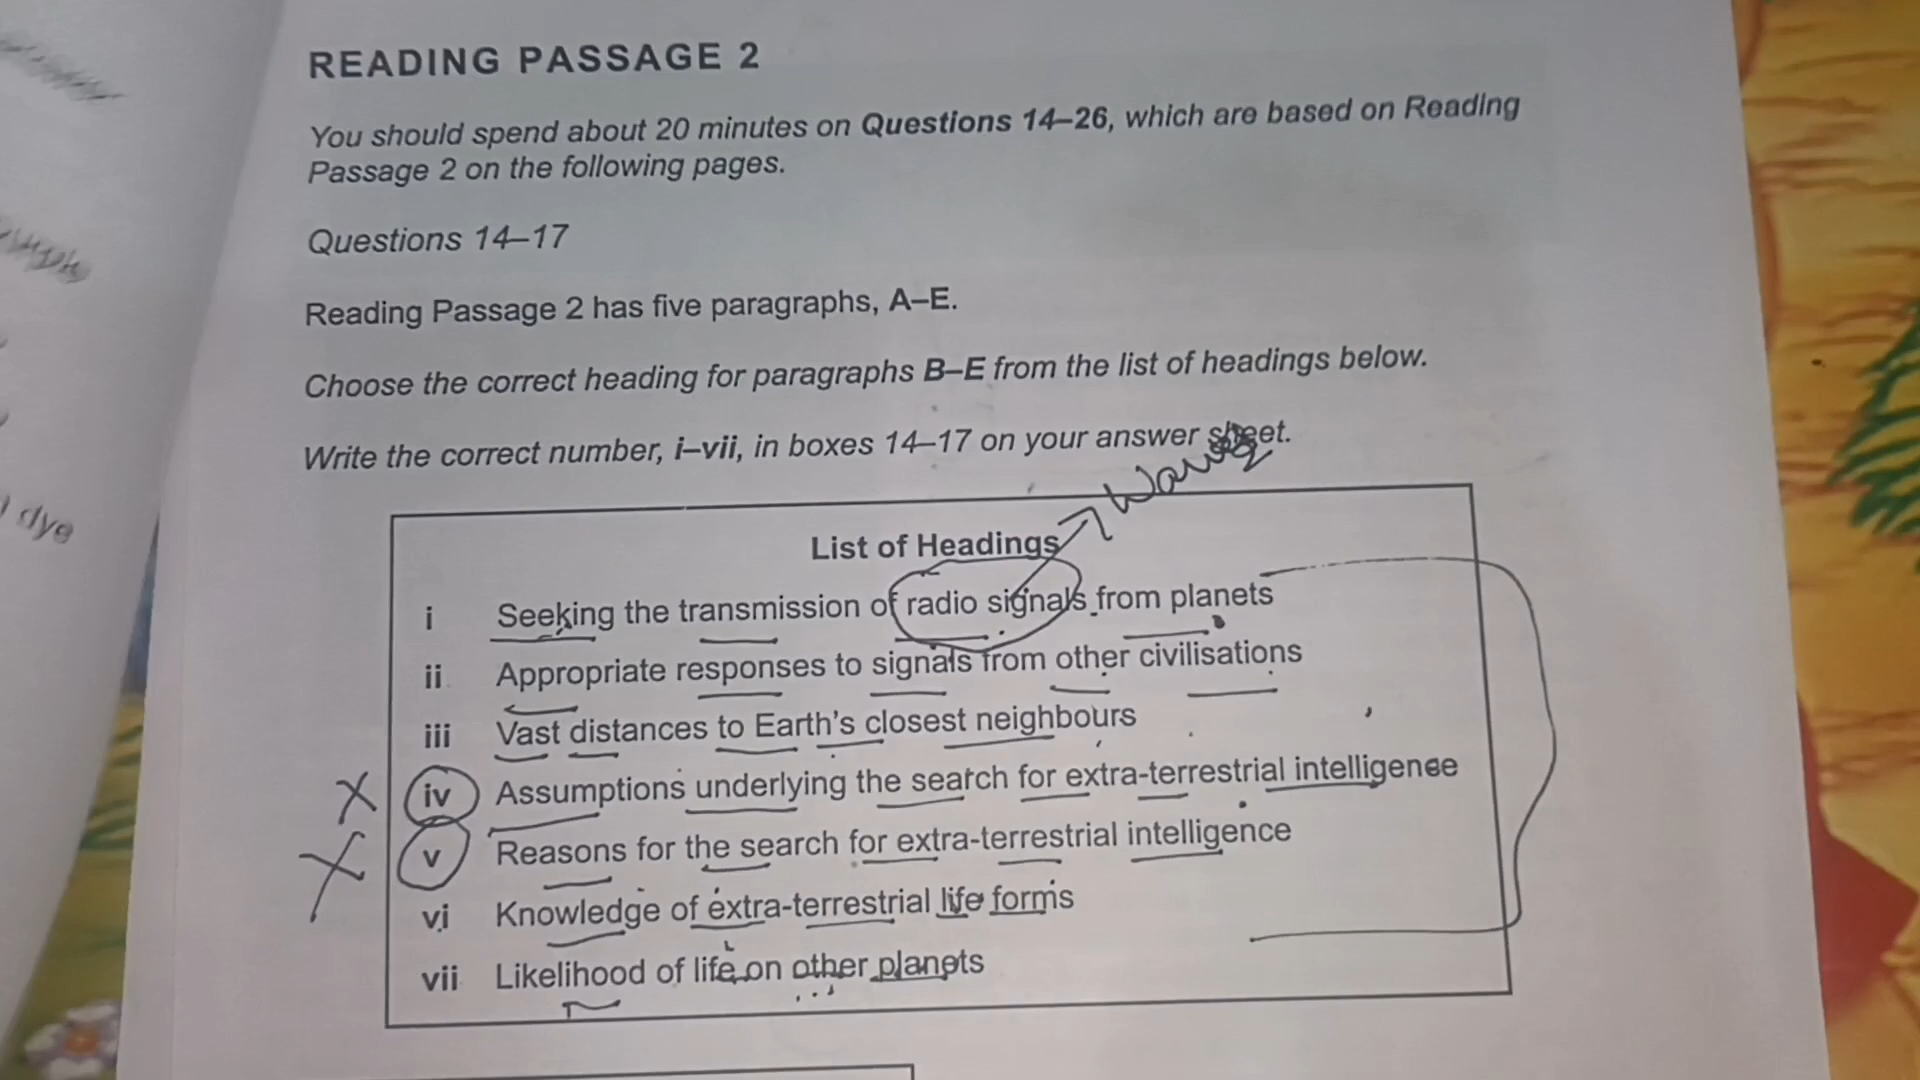 READING PASSAGE 2
You should spend about 20 minutes on Questions 14–26, which are based on Reading
Passage 2 on the following pages.
Questions 14–17
Reading Passage 2 has five paragraphs, A–E.
Choose the correct heading for paragraphs B–E from the list of headings below.
Write the correct number, i–vii, in boxes 14–17 on your answer sheet.
dye
List of Headings
i Seeking the transmission of radio signals from planets
ii Appropriate responses to signals from other civilisations
iii Vast distances to Earth's closest neighbours
X iv Assumptions underlying the search for extra-terrestrial intelligence
X v Reasons for the search for extra-terrestrial intelligence
vi Knowledge of extra-terrestrial life forms
vii Likelihood of life on other planets